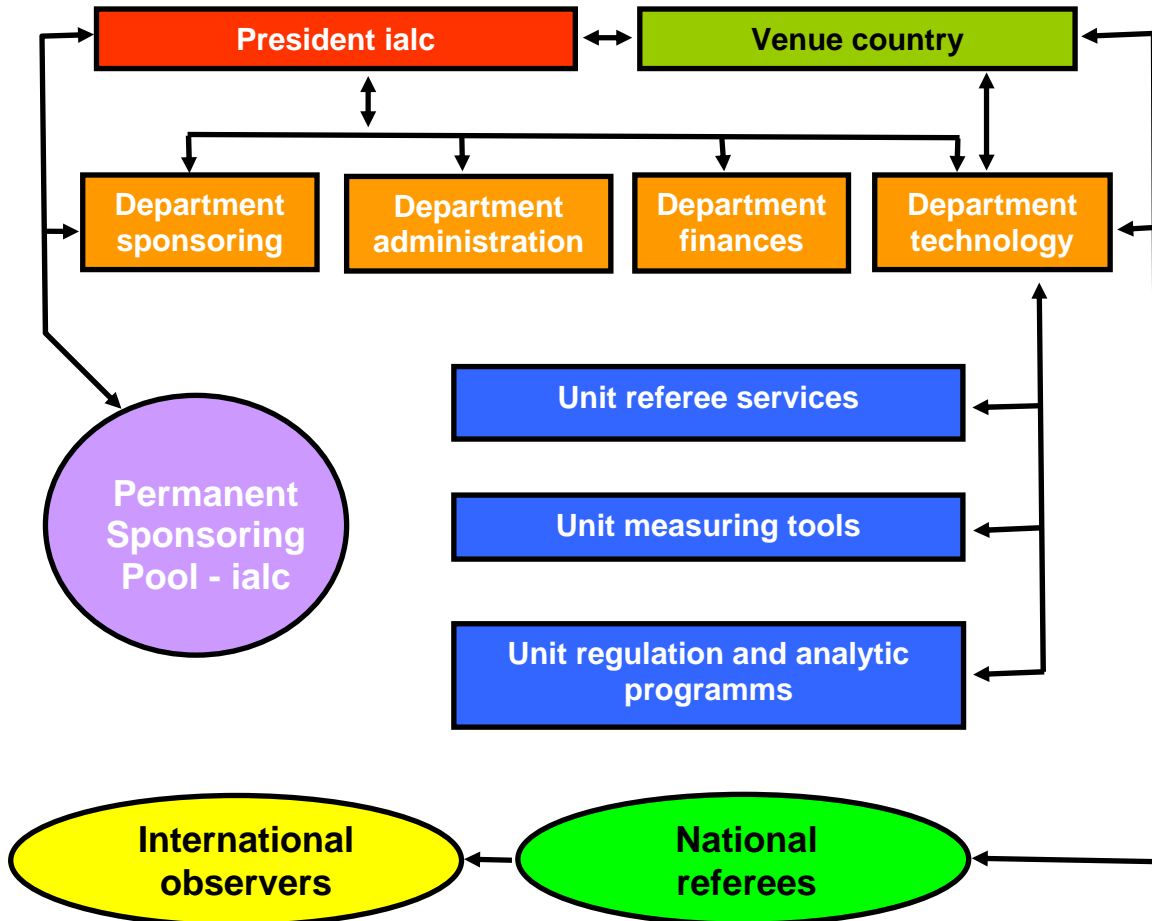 President ialc
Venue country
Department
sponsoring
Department
administration
Department
finances
Department
technology
Unit referee services
Permanent
Sponsoring
Pool - ialc
Unit measuring tools
Unit regulation and analytic
programms
International
observers
National
referees